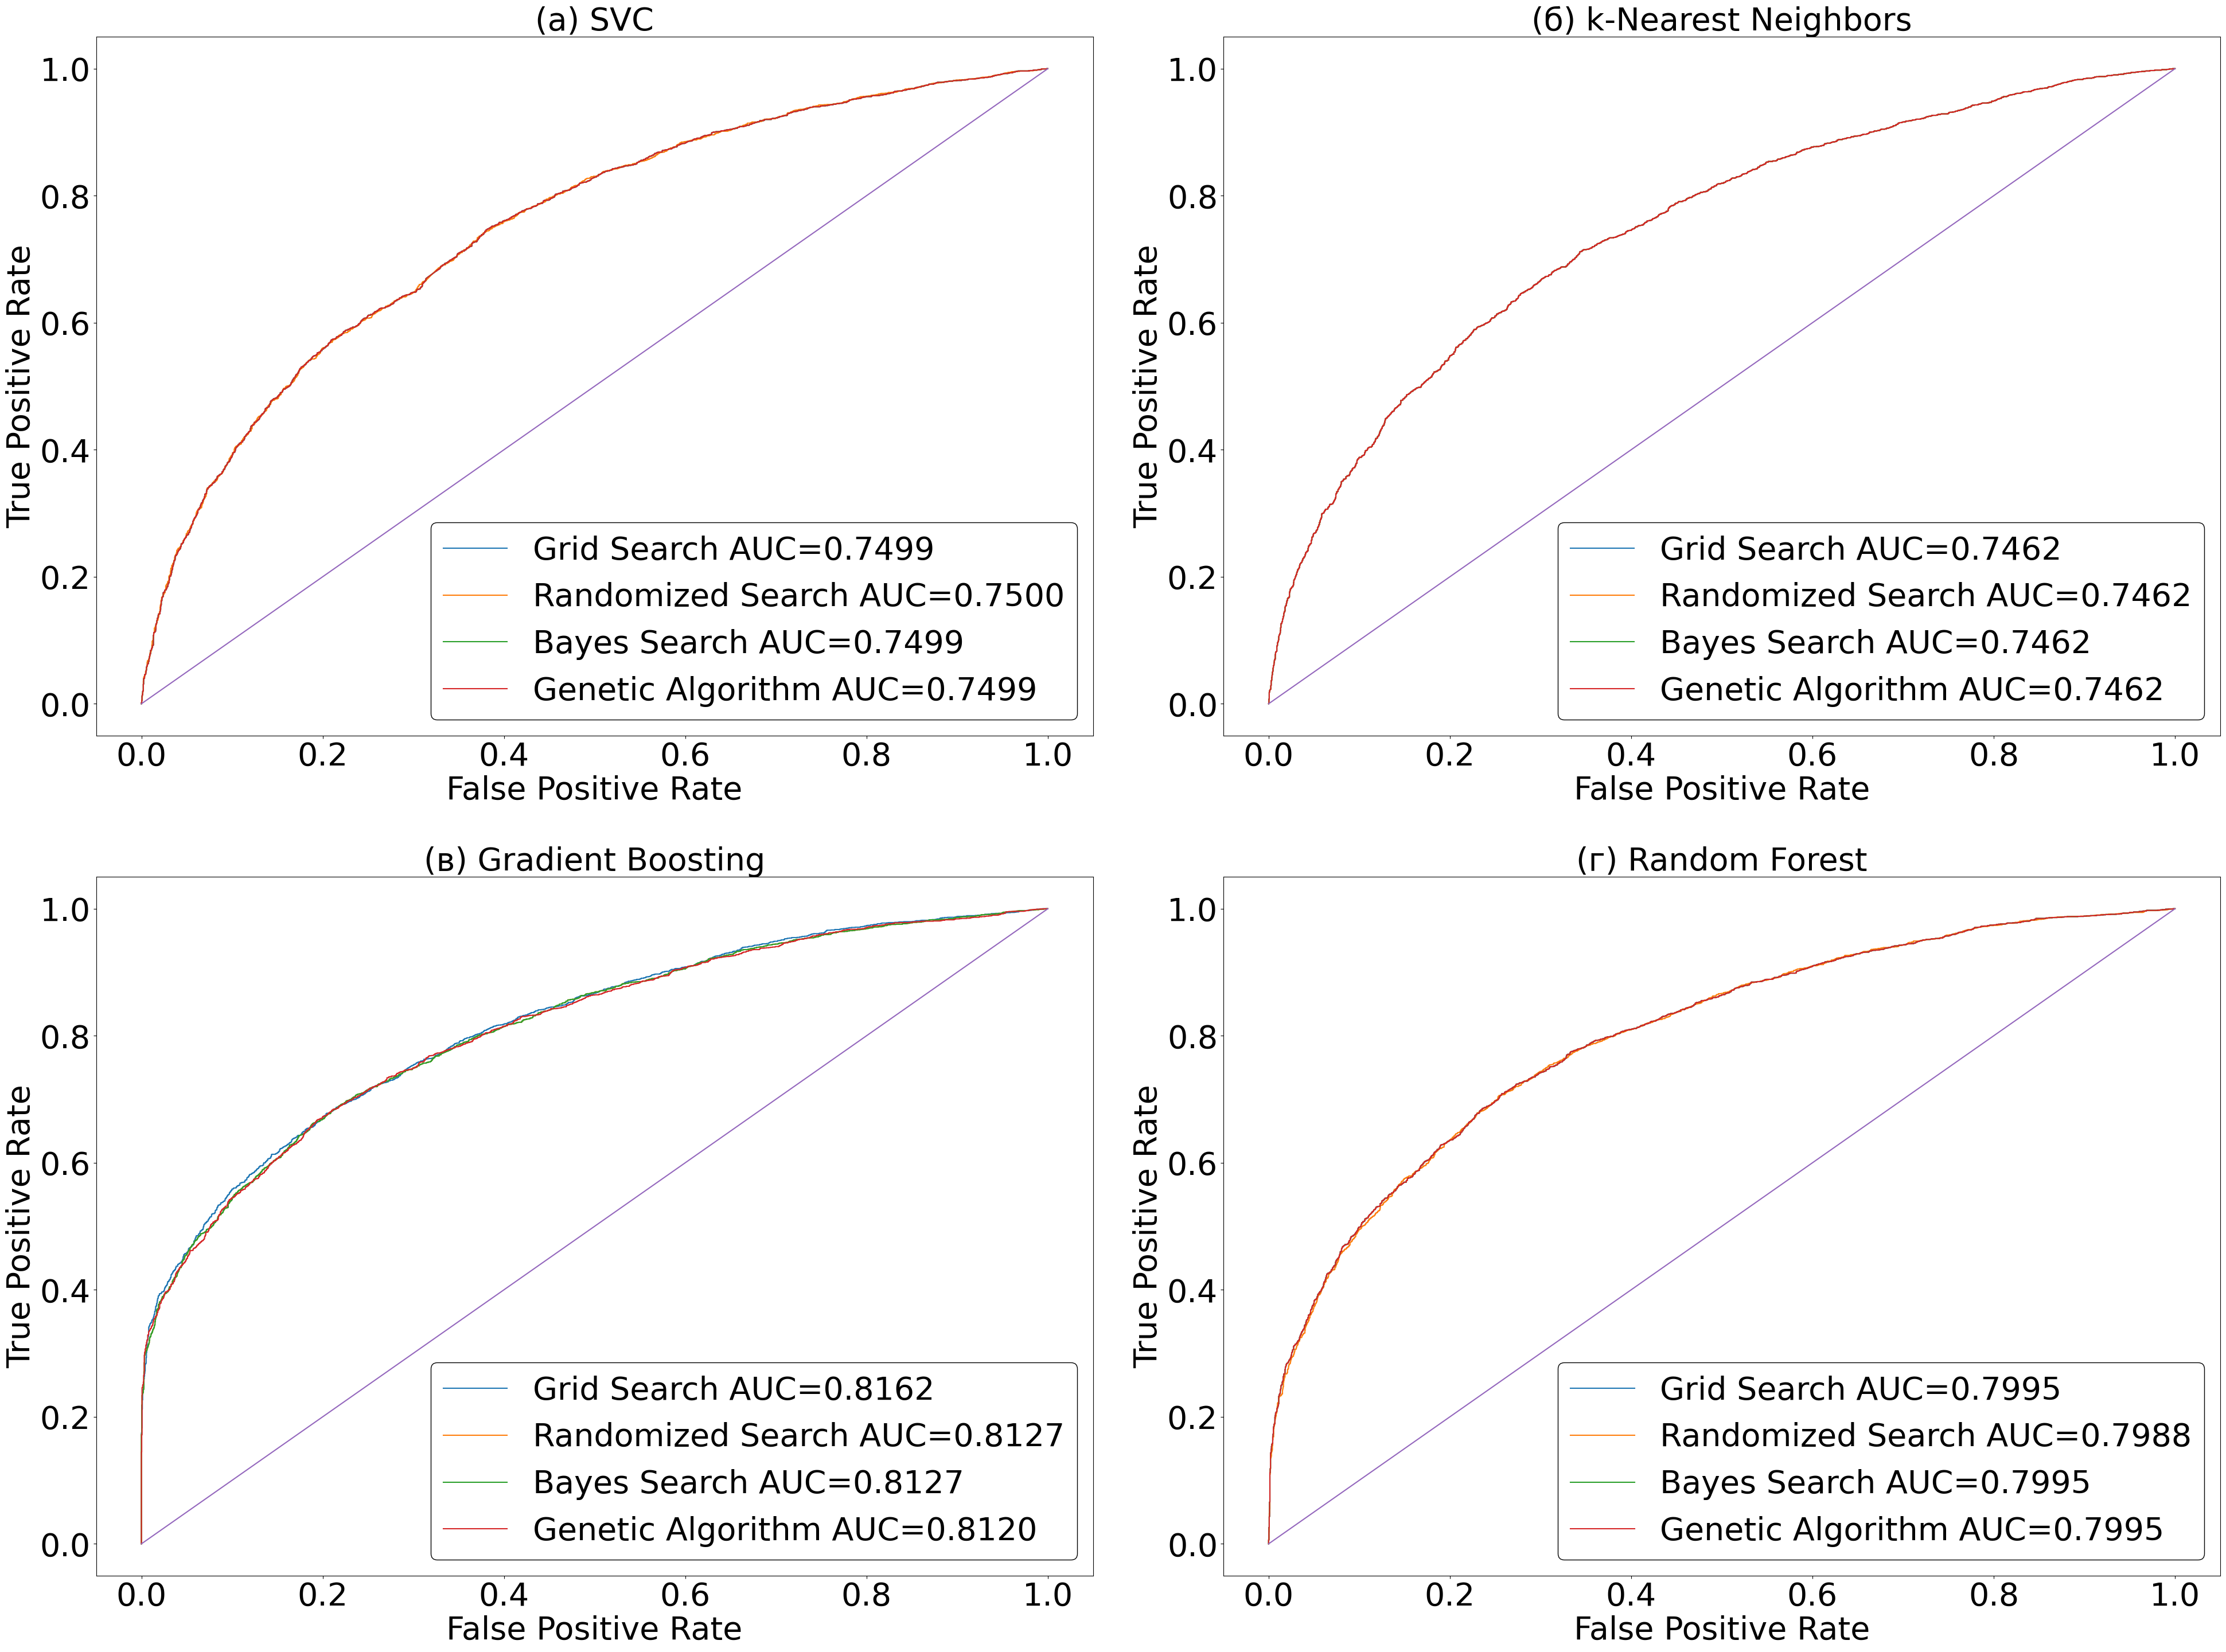 (а) SVC
1.0
0.8
0.6
0.4
0.2
0.0
True Positive Rate
Grid Search AUC=0.7499
Randomized Search AUC=0.7500
Bayes Search AUC=0.7499
Genetic Algorithm AUC=0.7499
0.0 0.2 0.4 0.6 0.8 1.0
False Positive Rate
(б) k-Nearest Neighbors
1.0
0.8
0.6
0.4
0.2
0.0
True Positive Rate
Grid Search AUC=0.7462
Randomized Search AUC=0.7462
Bayes Search AUC=0.7462
Genetic Algorithm AUC=0.7462
0.0 0.2 0.4 0.6 0.8 1.0
False Positive Rate
(в) Gradient Boosting
1.0
0.8
0.6
0.4
0.2
0.0
True Positive Rate
Grid Search AUC=0.8162
Randomized Search AUC=0.8127
Bayes Search AUC=0.8127
Genetic Algorithm AUC=0.8120
0.0 0.2 0.4 0.6 0.8 1.0
False Positive Rate
(г) Random Forest
1.0
0.8
0.6
0.4
0.2
0.0
True Positive Rate
Grid Search AUC=0.7995
Randomized Search AUC=0.7988
Bayes Search AUC=0.7995
Genetic Algorithm AUC=0.7995
0.0 0.2 0.4 0.6 0.8 1.0
False Positive Rate